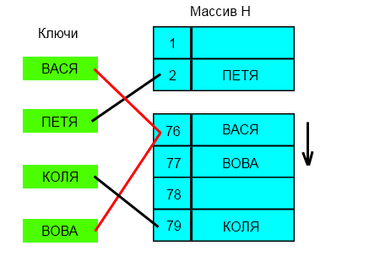 Ключи
Массив Н
ВАСЯ
ПЕТЯ
КОЛЯ
ВОВА
1
2 ПЕТЯ
76 ВАСЯ
77 ВОВА
78
79 КОЛЯ